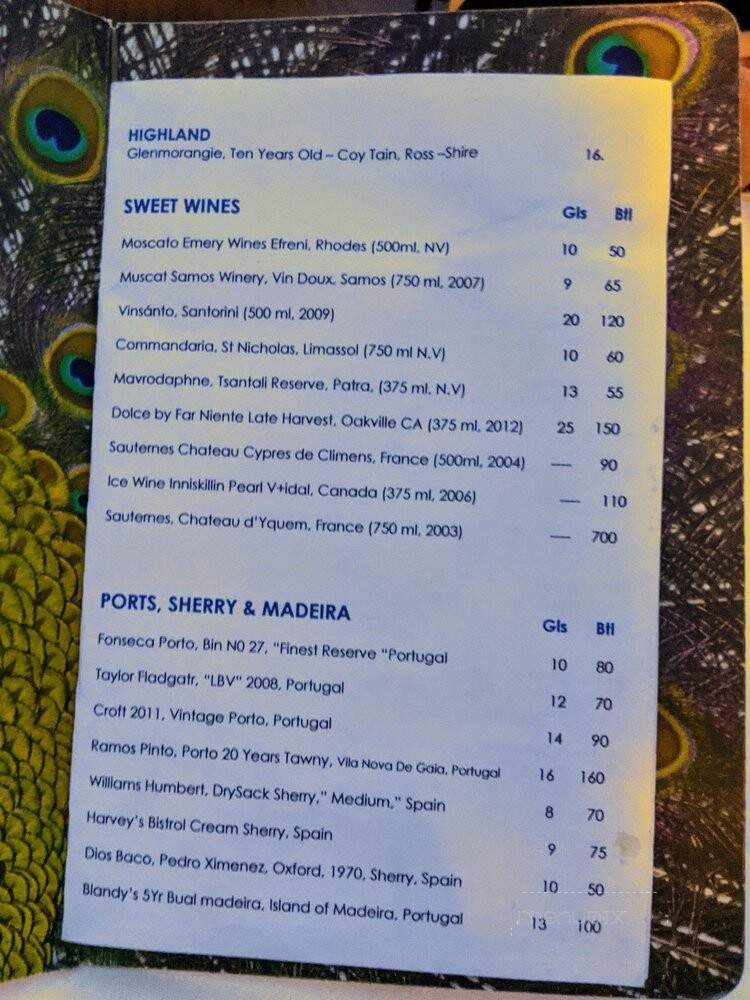 HIGHLAND
Glenmorangie, Ten Years Old – Coy Tain, Ross –Shire 16.
SWEET WINES Gls Btl
Moscato Emery Wines Efreni, Rhodes (500ml, NV) 10 50
Muscat Samos Winery, Vin Doux, Samos (750 ml, 2007) 9 65
Vinsánto, Santorini (500 ml, 2009) 20 120
Commandaria, St Nicholas, Limassol (750 ml N.V) 10 60
Mavrodaphne, Tsantali Reserve, Patra, (375 ml, N.V) 13 55
Dolce by Far Niente Late Harvest, Oakville CA (375 ml, 2012) 25 150
Sauternes Chateau Cypres de Climens, France (500ml, 2004) — 90
Ice Wine Inniskillin Pearl V+idal, Canada (375 ml, 2006) — 110
Sauternes, Chateau d'Yquem, France (750 ml, 2003) — 700
PORTS, SHERRY & MADEIRA Gls Btl
Fonseca Porto, Bin N0 27, "Finest Reserve "Portugal 10 80
Taylor Fladgatr, "LBV" 2008, Portugal 12 70
Croft 2011, Vintage Porto, Portugal 14 90
Ramos Pinto, Porto 20 Years Tawny, Vila Nova De Gaia, Portugal 16 160
Williams Humbert, DrySack Sherry," Medium," Spain 8 70
Harvey's Bistrol Cream Sherry, Spain 9 75
Dios Baco, Pedro Ximenez, Oxford, 1970, Sherry, Spain 10 50
Blandy's 5Yr Bual madeira, Island of Madeira, Portugal 13 100
menupix